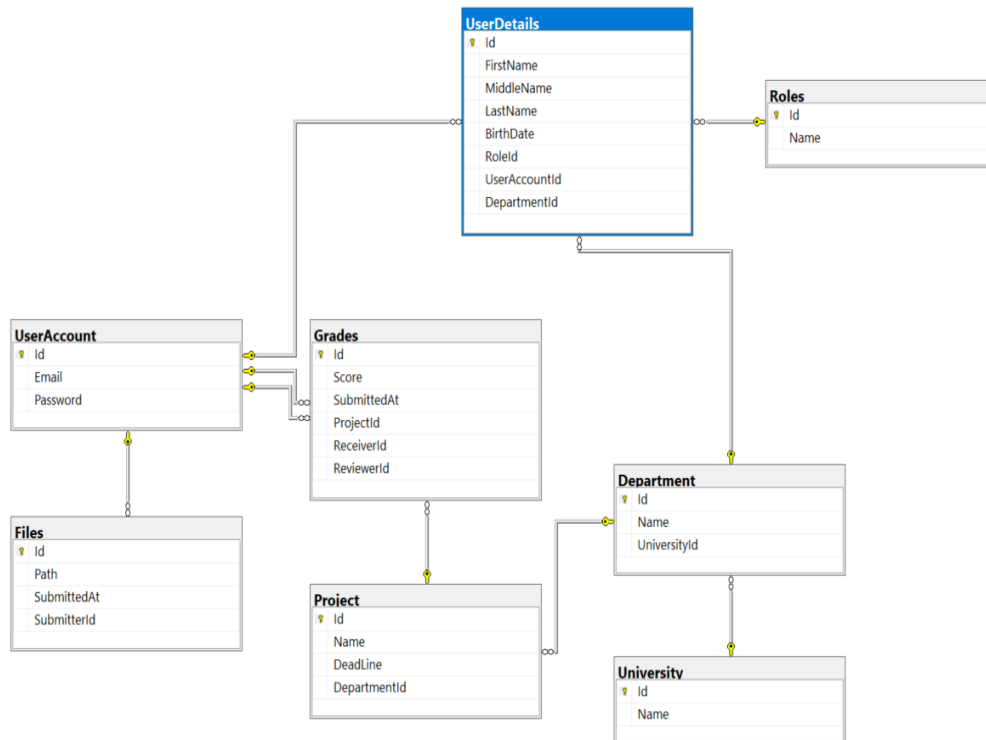 UserDetails
Id
FirstName
MiddleName
LastName
BirthDate
RoleId
UserAccountId
DepartmentId
Roles
Id
Name
UserAccount
Id
Email
Password
Grades
Id
Score
SubmittedAt
ProjectId
ReceiverId
ReviewerId
Department
Id
Name
UniversityId
Files
Id
Path
SubmittedAt
SubmitterId
Project
Id
Name
DeadLine
DepartmentId
University
Id
Name